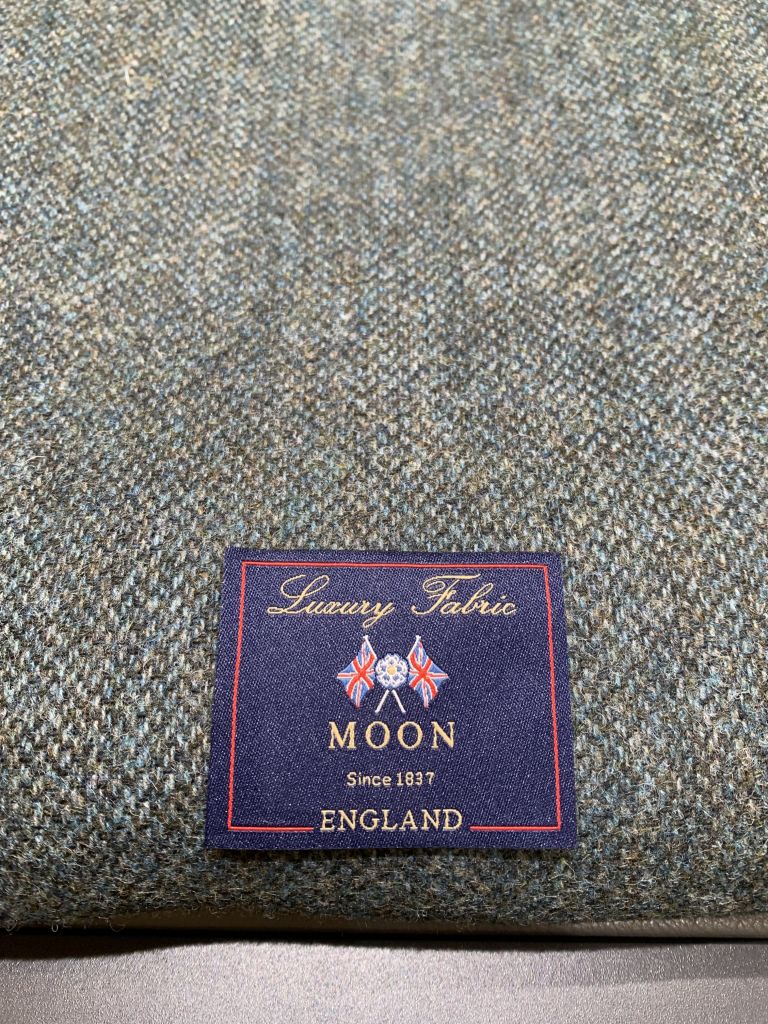 Luxury Fabric
MOON
Since 1837
ENGLAND